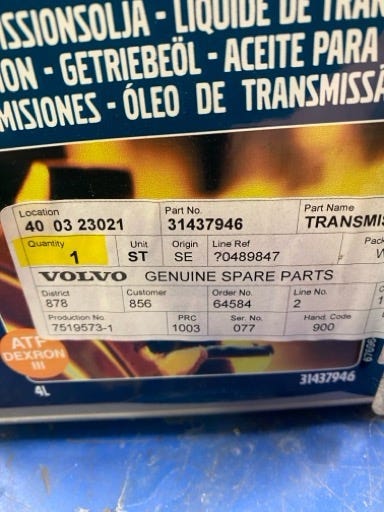 ISSIONSOLJA - LIQUIDE DE TRAN
ION - GETRIEBEÖL - ACEITE PARA
MISIONES - ÓLEO DE TRANSMISSÃ
Location
40 03 23021
Part No.
31437946
Part Name
TRANSMIS
Quantity
1
Unit
ST
Origin
SE
Line Ref
?0489847
Pack
VOLVO GENUINE SPARE PARTS
District
878
Customer
856
Order No.
64584
Line No.
2
Production No.
7519573-1
PRC
1003
Ser. No.
077
Hand. Code
900
ATF
DEXRON
III
4L
31437946